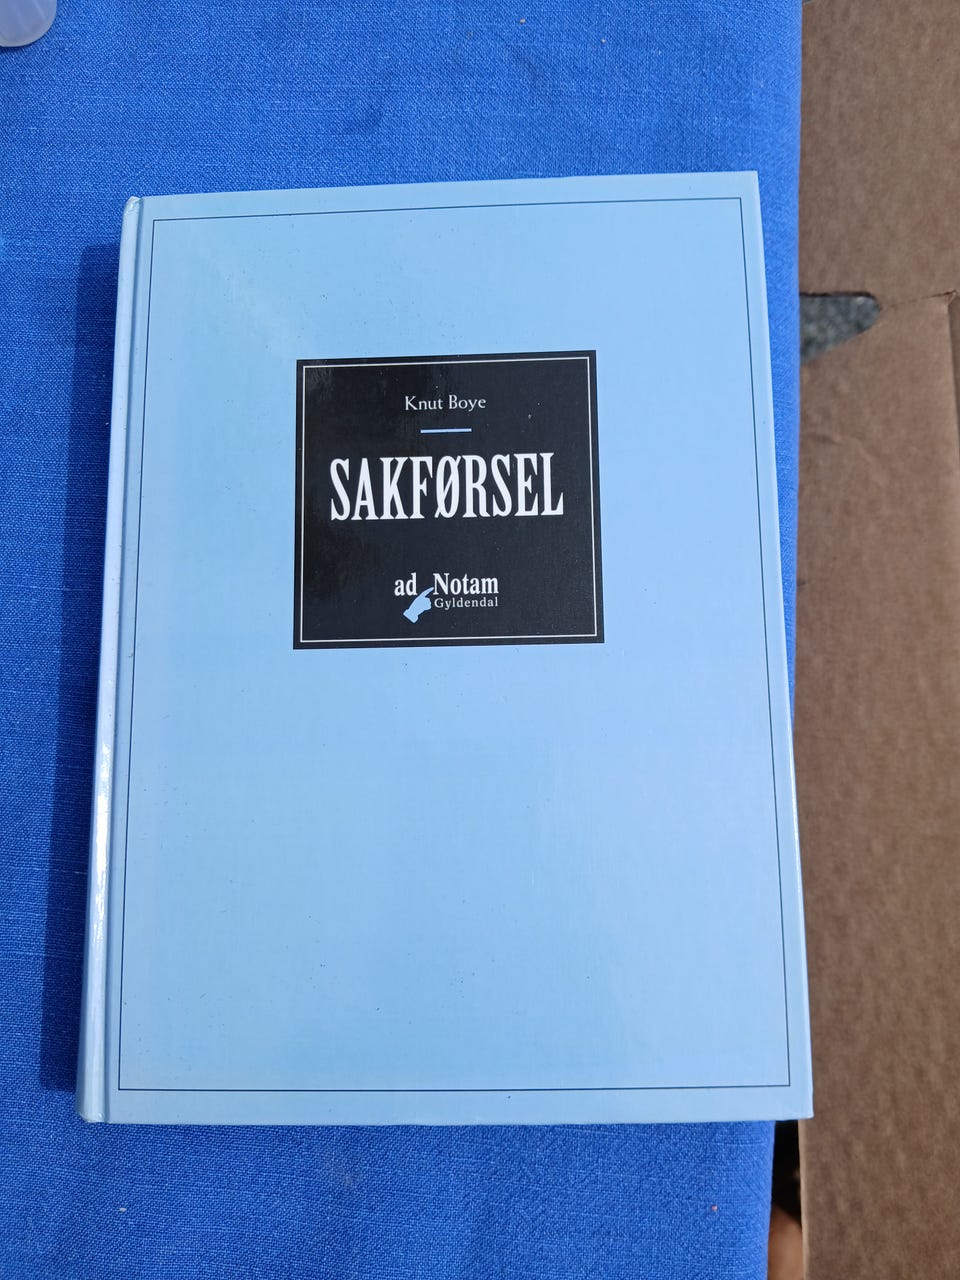 Knut Boye
SAKFØRSEL
ad Notam
Gyldendal